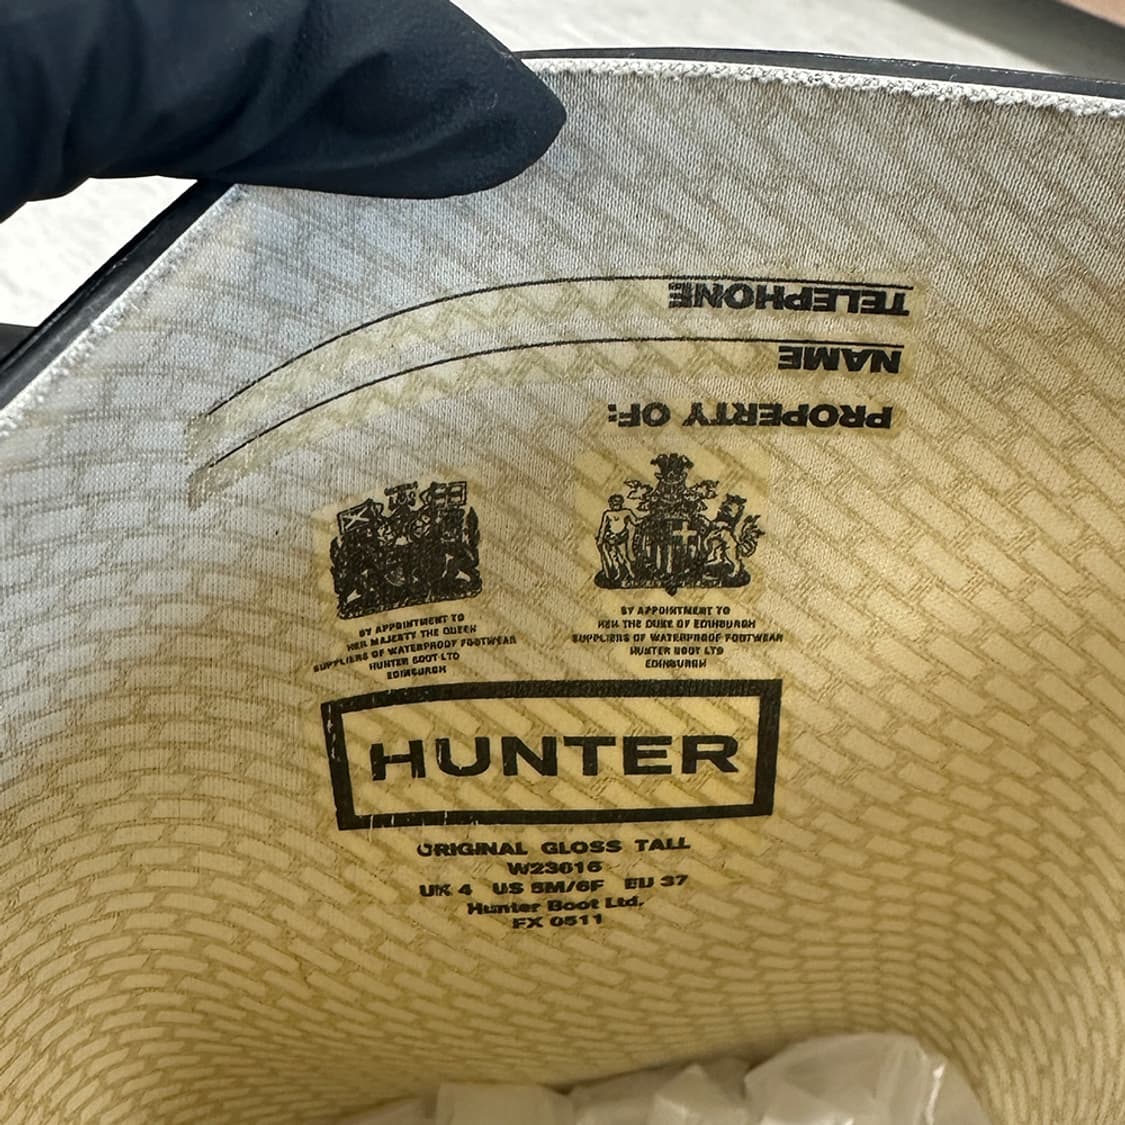 TELEPHONE
NAME
PROPERTY OF:
BY APPOINTMENT TO
HER MAJESTY THE QUEEN
SUPPLIERS OF WATERPROOF FOOTWEAR
HUNTER BOOT LTD
EDINBURGH
BY APPOINTMENT TO
HRH THE DUKE OF EDINBURGH
SUPPLIERS OF WATERPROOF FOOTWEAR
HUNTER BOOT LTD
EDINBURGH
HUNTER
ORIGINAL GLOSS TALL
W23616
UK 4 US 5M/6F EU 37
Hunter Boot Ltd.
FX 0511